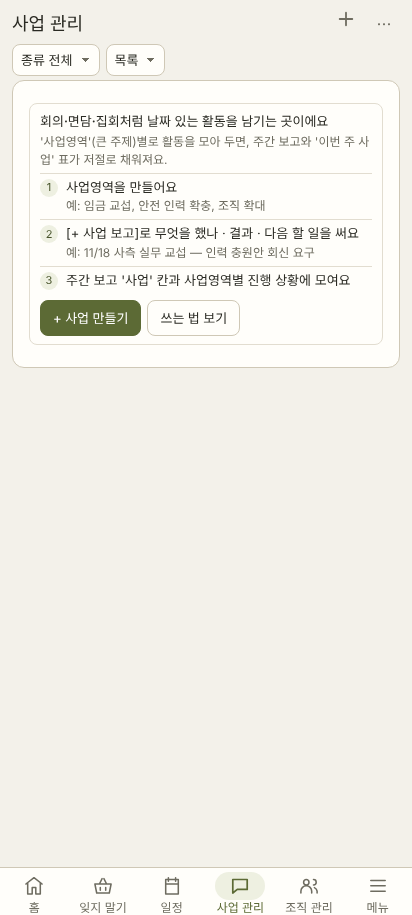 사업 관리
종류 전체
목록
회의·면담·집회처럼 날짜 있는 활동을 남기는 곳이에요
'사업영역'(큰 주제)별로 활동을 모아 두면, 주간 보고와 '이번 주 사
업' 표가 저절로 채워져요.
1 사업영역을 만들어요
예: 임금 교섭, 안전 인력 확충, 조직 확대
2 [+ 사업 보고]로 무엇을 했나 · 결과 · 다음 할 일을 써요
예: 11/18 사측 실무 교섭 — 인력 충원안 회신 요구
3 주간 보고 '사업' 칸과 사업영역별 진행 상황에 모여요
+ 사업 만들기
쓰는 법 보기
홈
잊지 말기
일정
사업 관리
조직 관리
메뉴